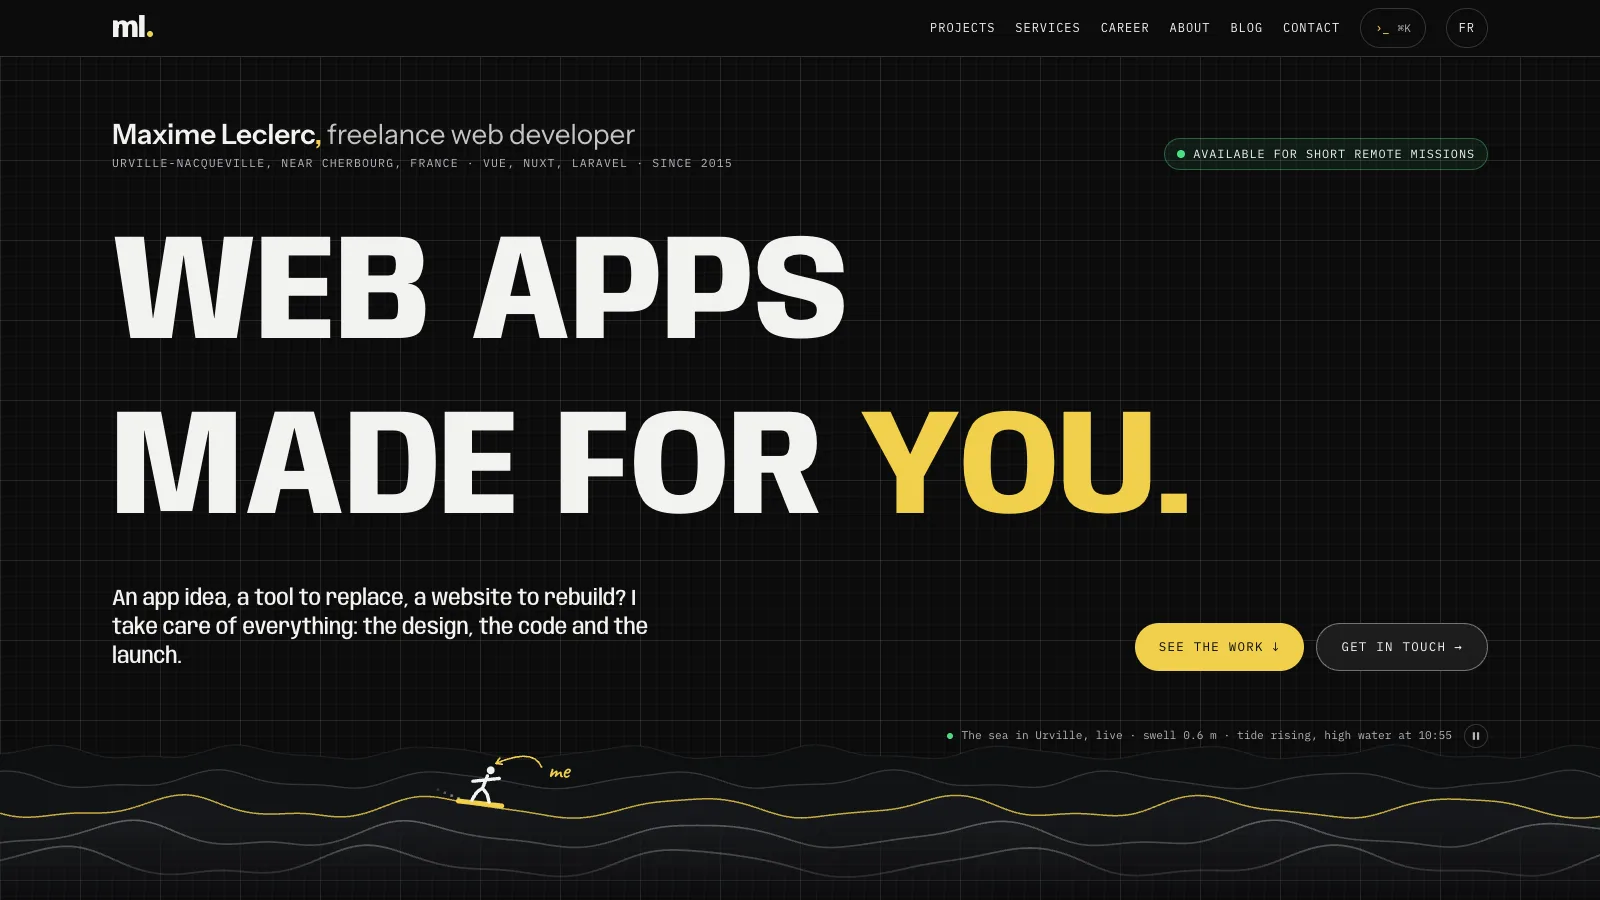 ml.
PROJECTS SERVICES CAREER ABOUT BLOG CONTACT ›_ ⌘K FR
Maxime Leclerc, freelance web developer
URVILLE-NACQUEVILLE, NEAR CHERBOURG, FRANCE · VUE, NUXT, LARAVEL · SINCE 2015
AVAILABLE FOR SHORT REMOTE MISSIONS
WEB APPS
MADE FOR YOU.
An app idea, a tool to replace, a website to rebuild? I
take care of everything: the design, the code and the
launch.
SEE THE WORK ↓
GET IN TOUCH →
The sea in Urville, live · swell 0.6 m · tide rising, high water at 10:55
me